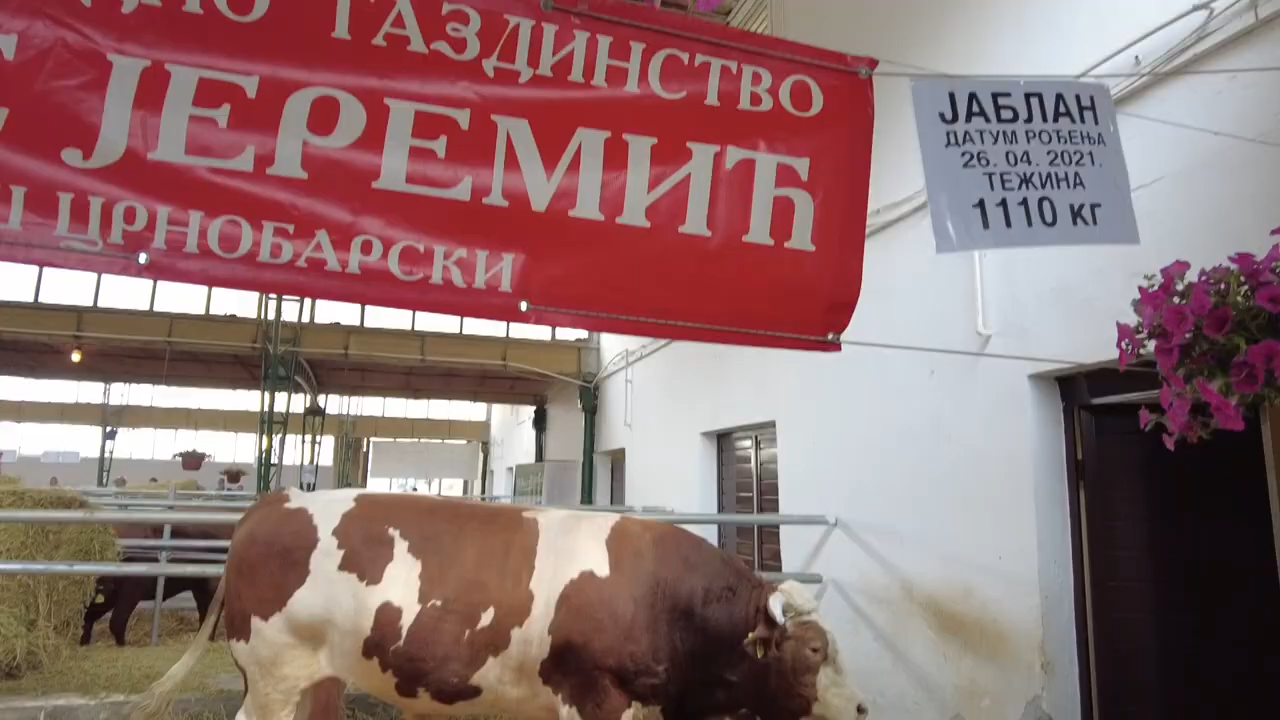 ГАЗДИНСТВО
ЈЕРЕМИЋ
ЦРНОБАРСКИ
ЈАБЛАН
ДАТУМ РОЂЕЊА
26. 04. 2021.
ТЕЖИНА
1110 КГ